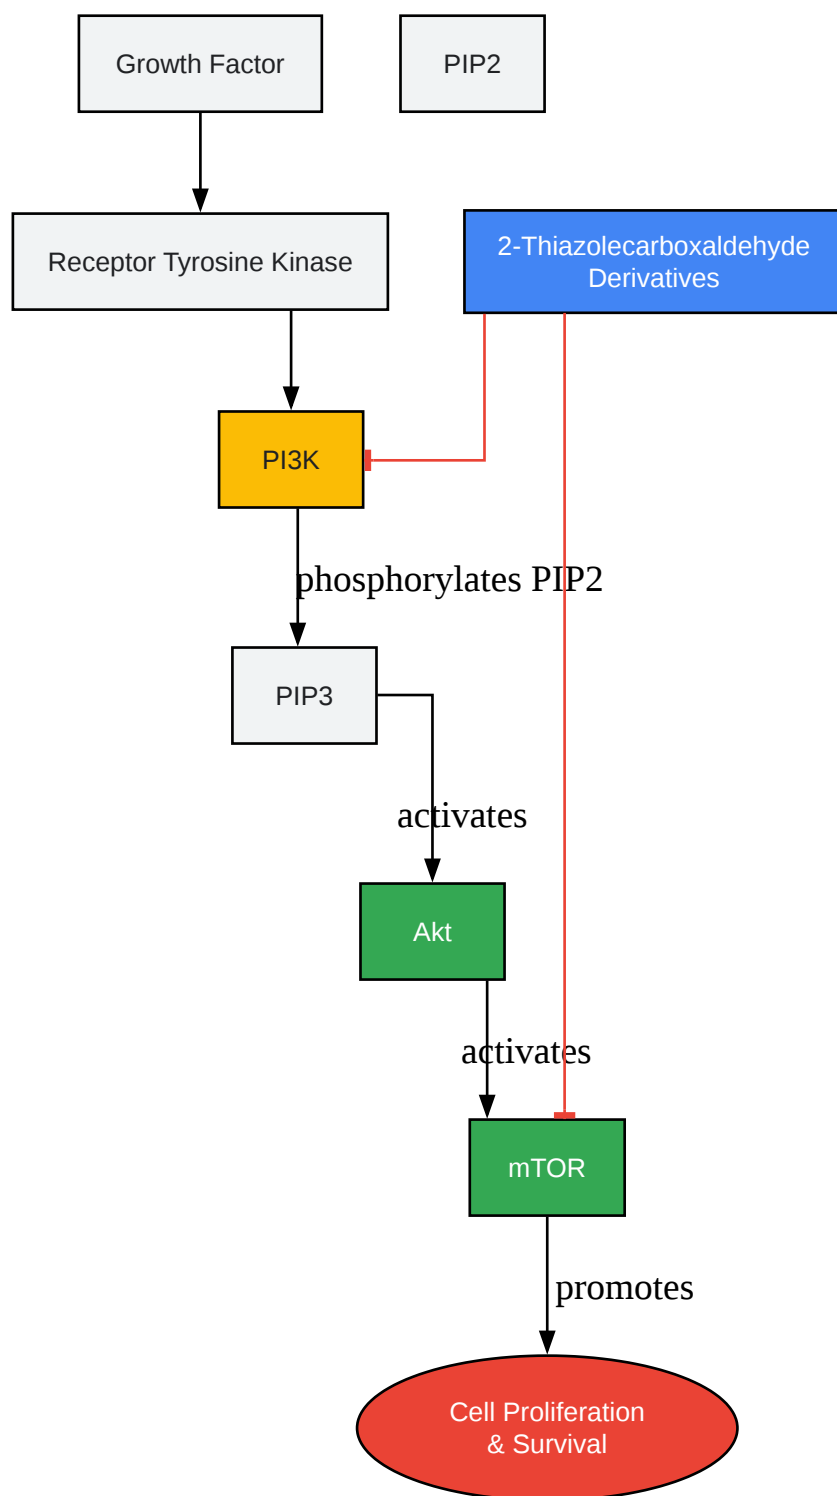 Growth Factor
PIP2
Receptor Tyrosine Kinase
2-Thiazolecarboxaldehyde
Derivatives
PI3K
phosphorylates PIP2
PIP3
activates
Akt
activates
mTOR
promotes
Cell Proliferation
& Survival